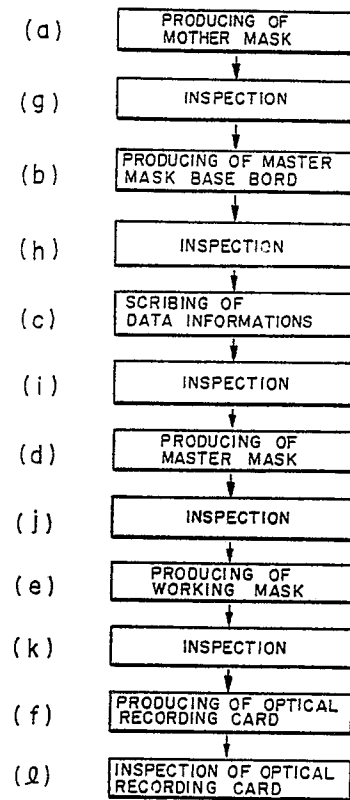 (a) PRODUCING OF
MOTHER MASK
(g) INSPECTION
(b) PRODUCING OF MASTER
MASK BASE BORD
(h) INSPECTION
(c) SCRIBING OF
DATA INFORMATIONS
(i) INSPECTION
(d) PRODUCING OF
MASTER MASK
(j) INSPECTION
(e) PRODUCING OF
WORKING MASK
(k) INSPECTION
(f) PRODUCING OF OPTICAL
RECORDING CARD
(ℓ) INSPECTION OF OPTICAL
RECORDING CARD